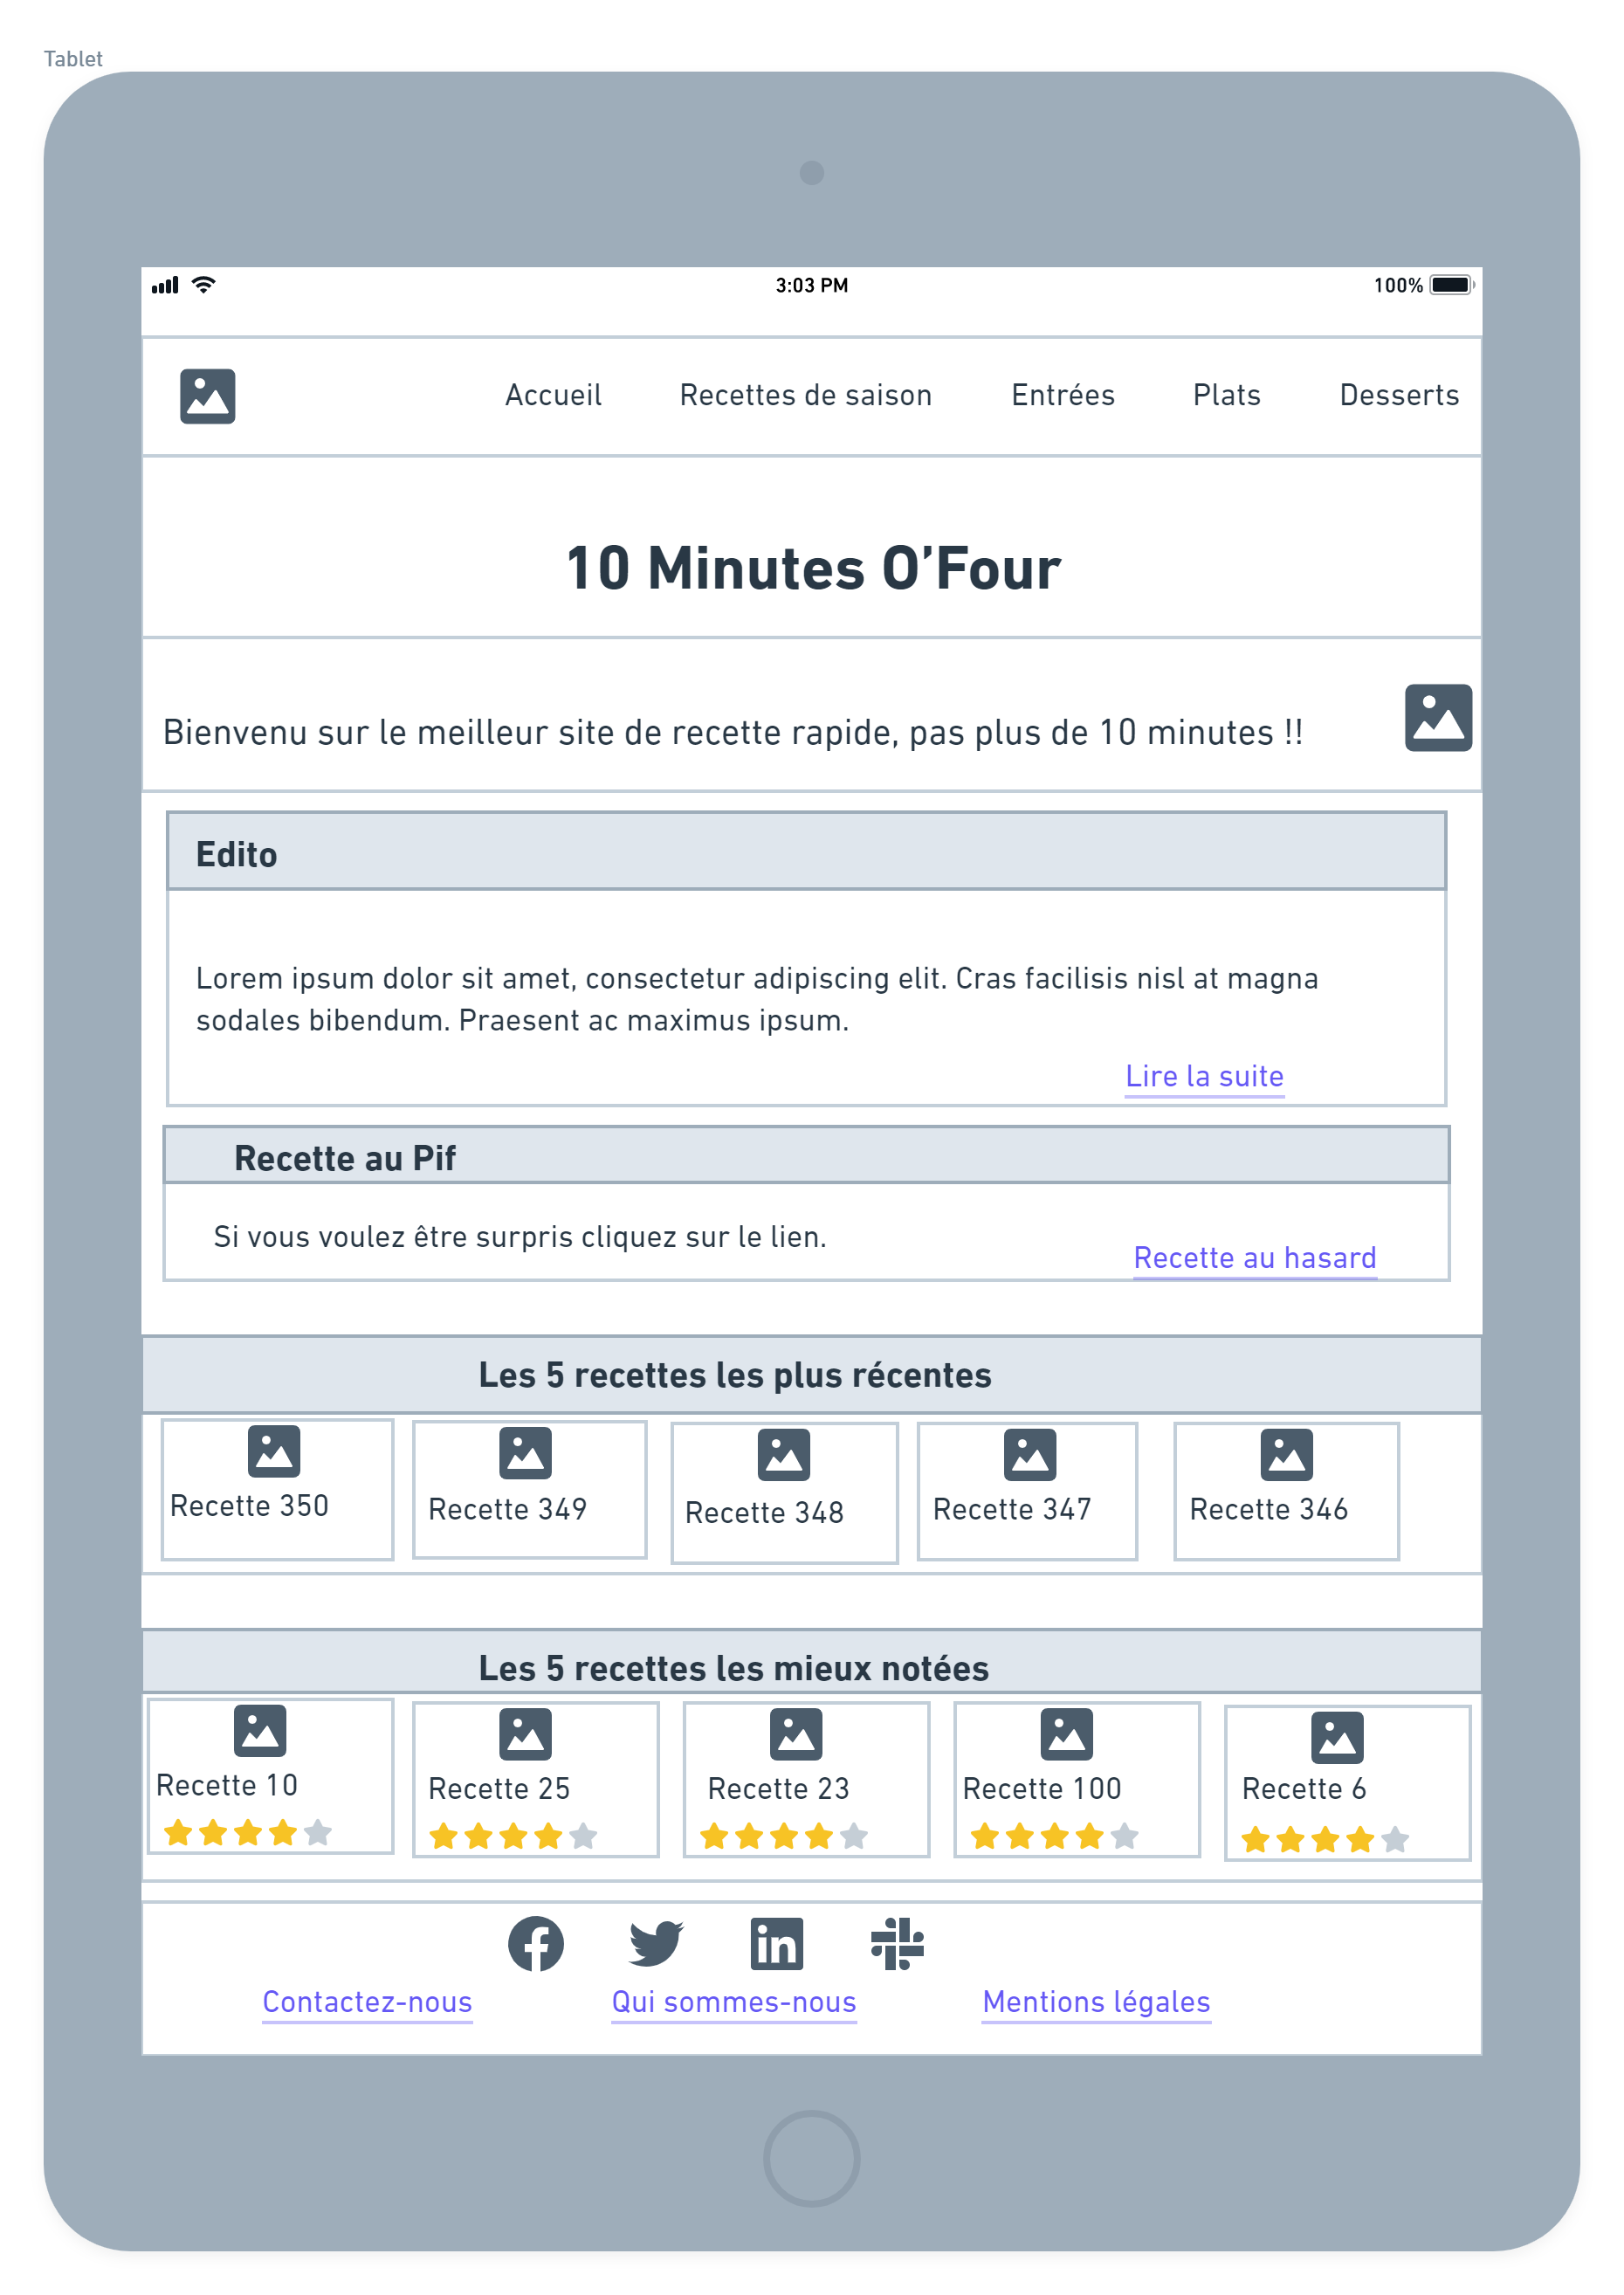 Tablet
3:03 PM
100%
Accueil Recettes de saison Entrées Plats Desserts
10 Minutes O’Four
Bienvenu sur le meilleur site de recette rapide, pas plus de 10 minutes !!
Edito
Lorem ipsum dolor sit amet, consectetur adipiscing elit. Cras facilisis nisl at magna
sodales bibendum. Praesent ac maximus ipsum.
Lire la suite
Recette au Pif
Si vous voulez être surpris cliquez sur le lien.
Recette au hasard
Les 5 recettes les plus récentes
Recette 350 Recette 349 Recette 348 Recette 347 Recette 346
Les 5 recettes les mieux notées
Recette 10 Recette 25 Recette 23 Recette 100 Recette 6
in
Contactez-nous Qui sommes-nous Mentions légales